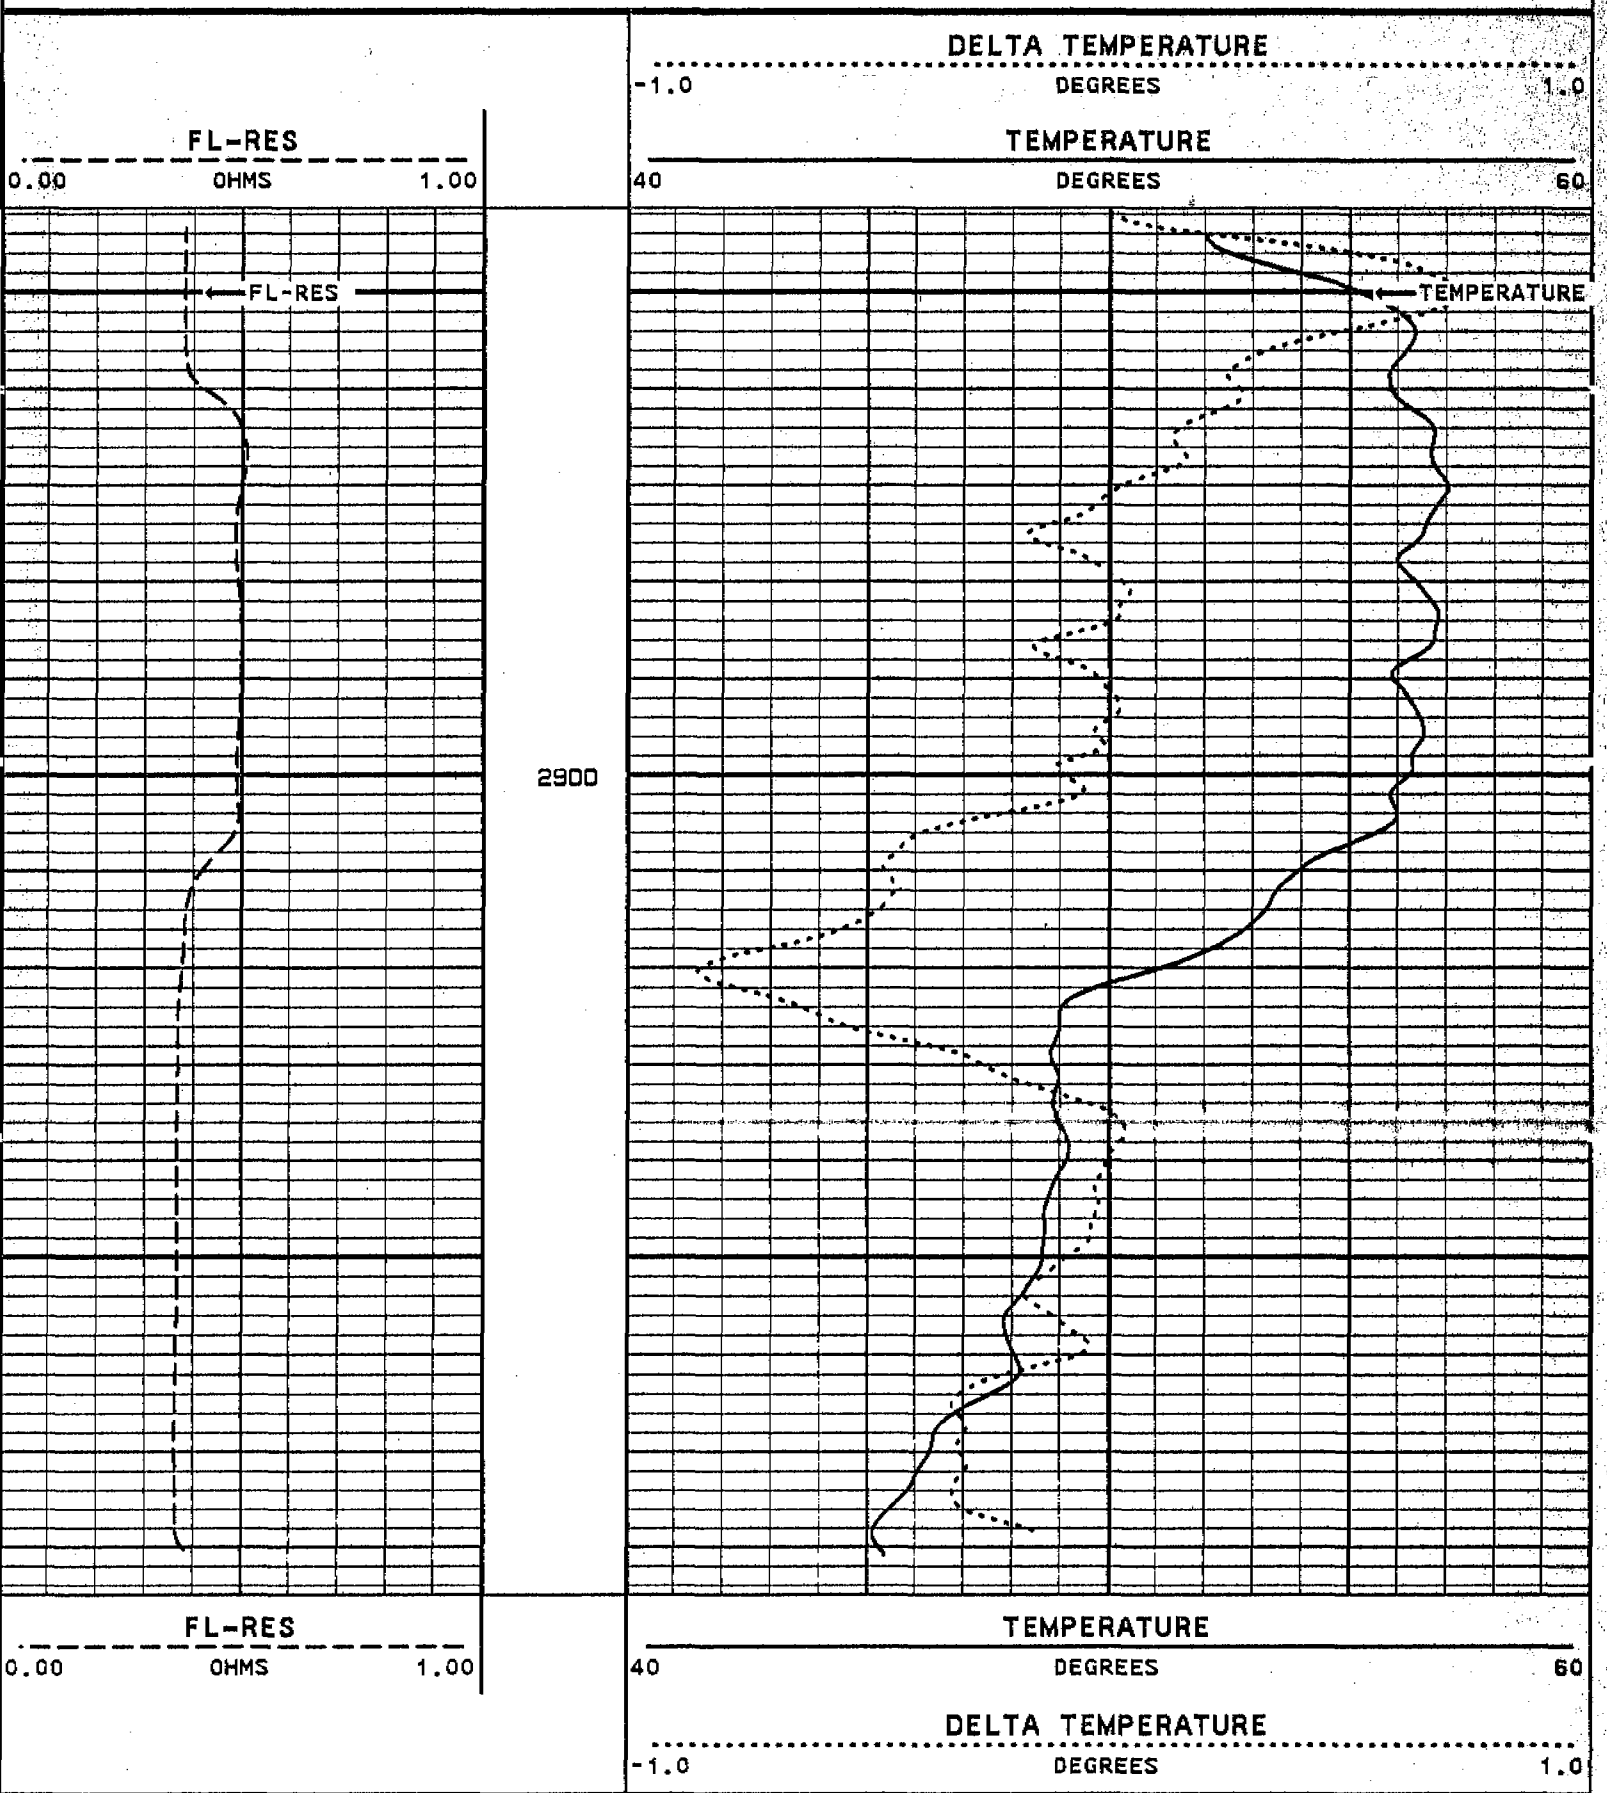 DELTA TEMPERATURE
-1.0 DEGREES 1.0
FL-RES TEMPERATURE
0.00 OHMS 1.00 40 DEGREES 60
FL-RES TEMPERATURE
2900
FL-RES TEMPERATURE
0.00 OHMS 1.00 40 DEGREES 60
DELTA TEMPERATURE
-1.0 DEGREES 1.0